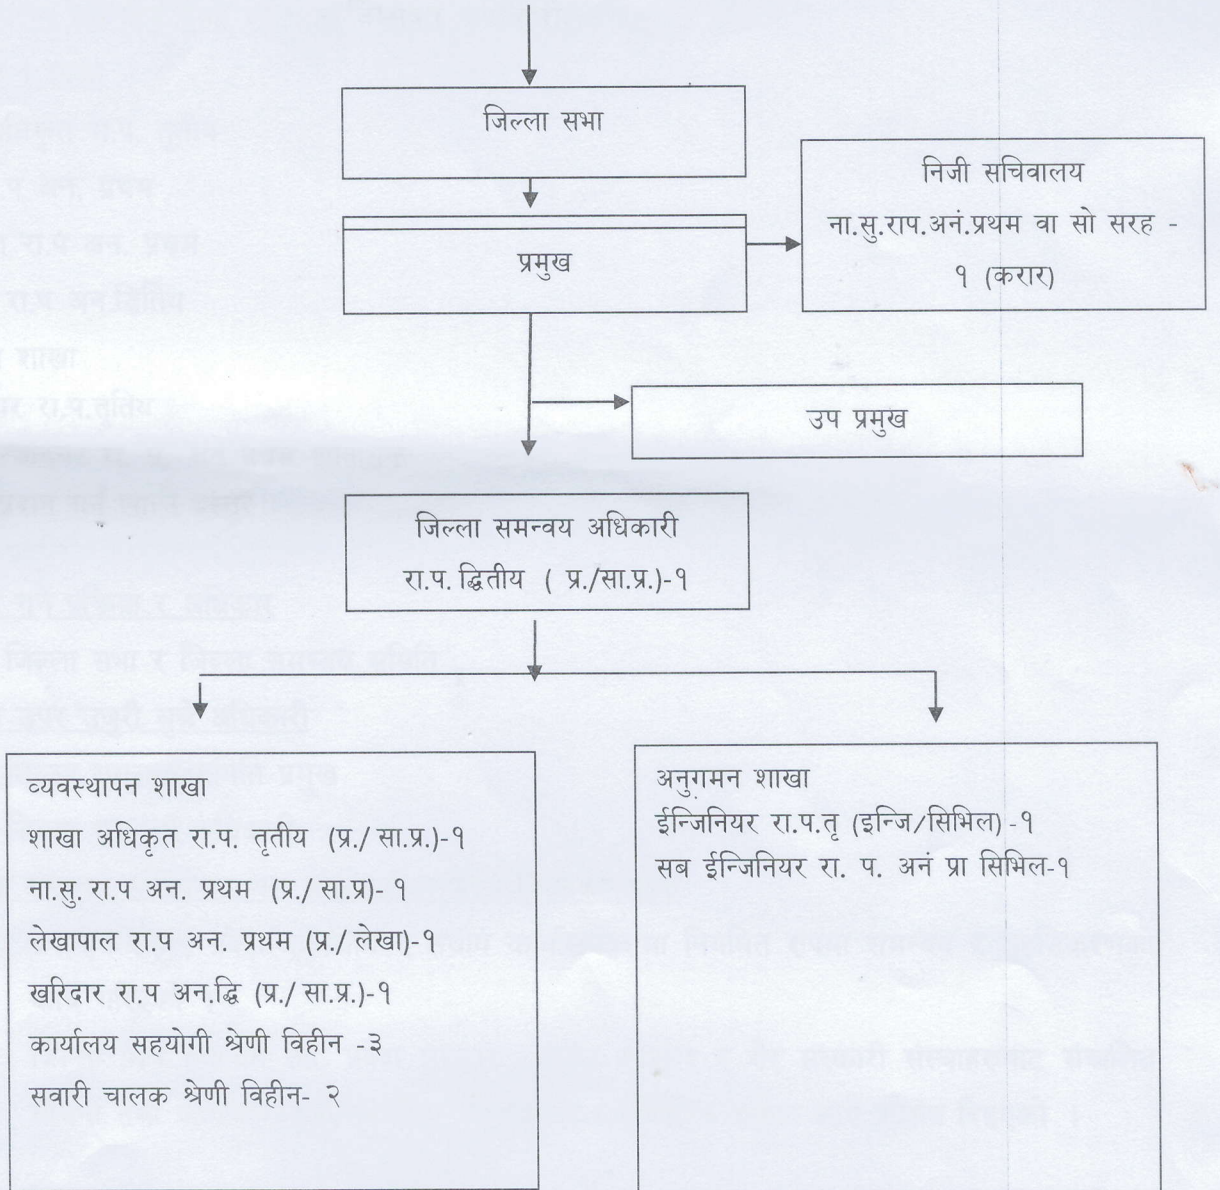 जिल्ला सभा
निजी सचिवालय
ना.सु.राप.अनं.प्रथम वा सो सरह -
१ (करार)
प्रमुख
उप प्रमुख
जिल्ला समन्वय अधिकारी
रा.प. द्धितीय ( प्र./सा.प्र.)-१
व्यवस्थापन शाखा
शाखा अधिकृत रा.प. तृतीय (प्र./ सा.प्र.)-१
ना.सु. रा.प अन. प्रथम (प्र./ सा.प्र)- १
लेखापाल रा.प अन. प्रथम (प्र./ लेखा)-१
खरिदार रा.प अन.द्धि (प्र./ सा.प्र.)-१
कार्यालय सहयोगी श्रेणी विहीन -३
सवारी चालक श्रेणी विहीन- २
अनुगमन शाखा
ईन्जिनियर रा.प.तृ (इन्जि/सिभिल) -१
सब ईन्जिनियर रा. प. अनं प्रा सिभिल-१